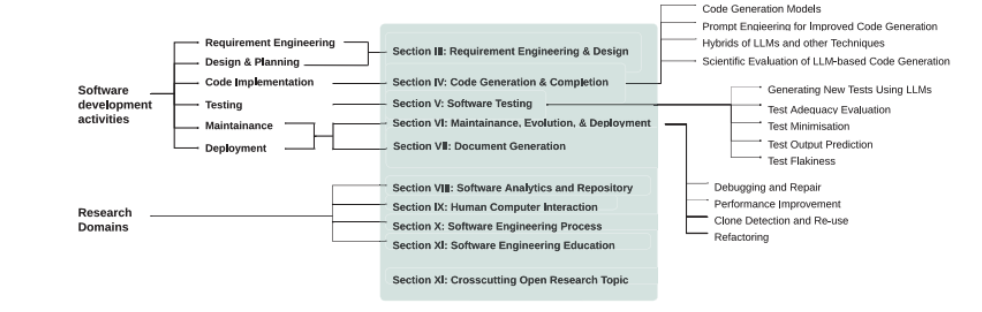 Software
development
activities
Requirement Engineering
Design & Planning
Code Implementation
Testing
Maintainance
Deployment
Research
Domains
Section III: Requirement Engineering & Design
Section IV: Code Generation & Completion
Section V: Software Testing
Section VI: Maintainance, Evolution, & Deployment
Section VII: Document Generation
Section VIII: Software Analytics and Repository
Section IX: Human Computer Interaction
Section X: Software Engineering Process
Section XI: Software Engineering Education
Section XI: Crosscutting Open Research Topic
Code Generation Models
Prompt Engieering for Improved Code Generation
Hybrids of LLMs and other Techniques
Scientific Evaluation of LLM-based Code Generation
Generating New Tests Using LLMs
Test Adequacy Evaluation
Test Minimisation
Test Output Prediction
Test Flakiness
Debugging and Repair
Performance Improvement
Clone Detection and Re-use
Refactoring